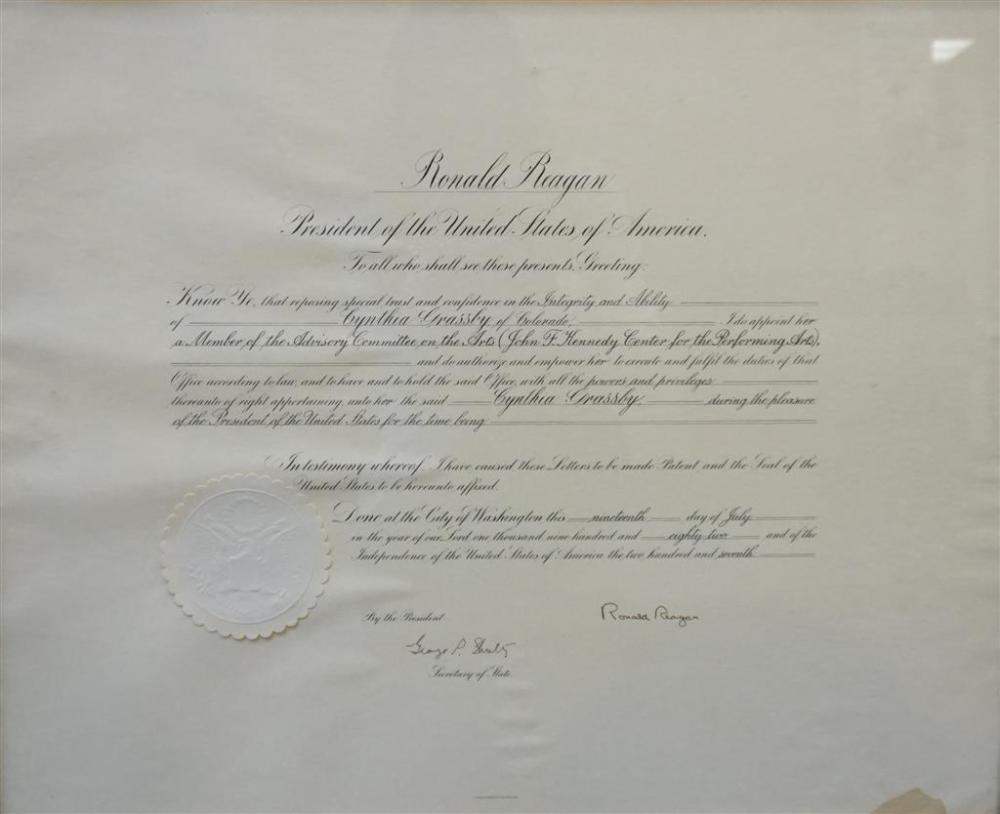 Ronald Reagan
President of the United States of America.
To all who shall see these presents, Greeting:
Know Ye, that reposing special trust and confidence in the Integrity and Ability
of Cynthia Grassby, of Colorado, I do appoint her
a Member of the Advisory Committee on the Arts (John F. Kennedy Center for the Performing Arts),
and do authorize and empower her to execute and fulfil the duties of that
Office according to law, and to have and to hold the said Office, with all the powers and privileges
thereunto of right appertaining, unto her the said Cynthia Grassby, during the pleasure
of the President of the United States for the time being
In testimony whereof, I have caused these Letters to be made Patent and the Seal of the
United States to be hereunto affixed.
Done at the City of Washington this nineteenth day of July
in the year of our Lord one thousand nine hundred and eighty-two and of the
Independence of the United States of America the two hundred and seventh
By the President
Ronald Reagan
George P. Shultz
Secretary of State.